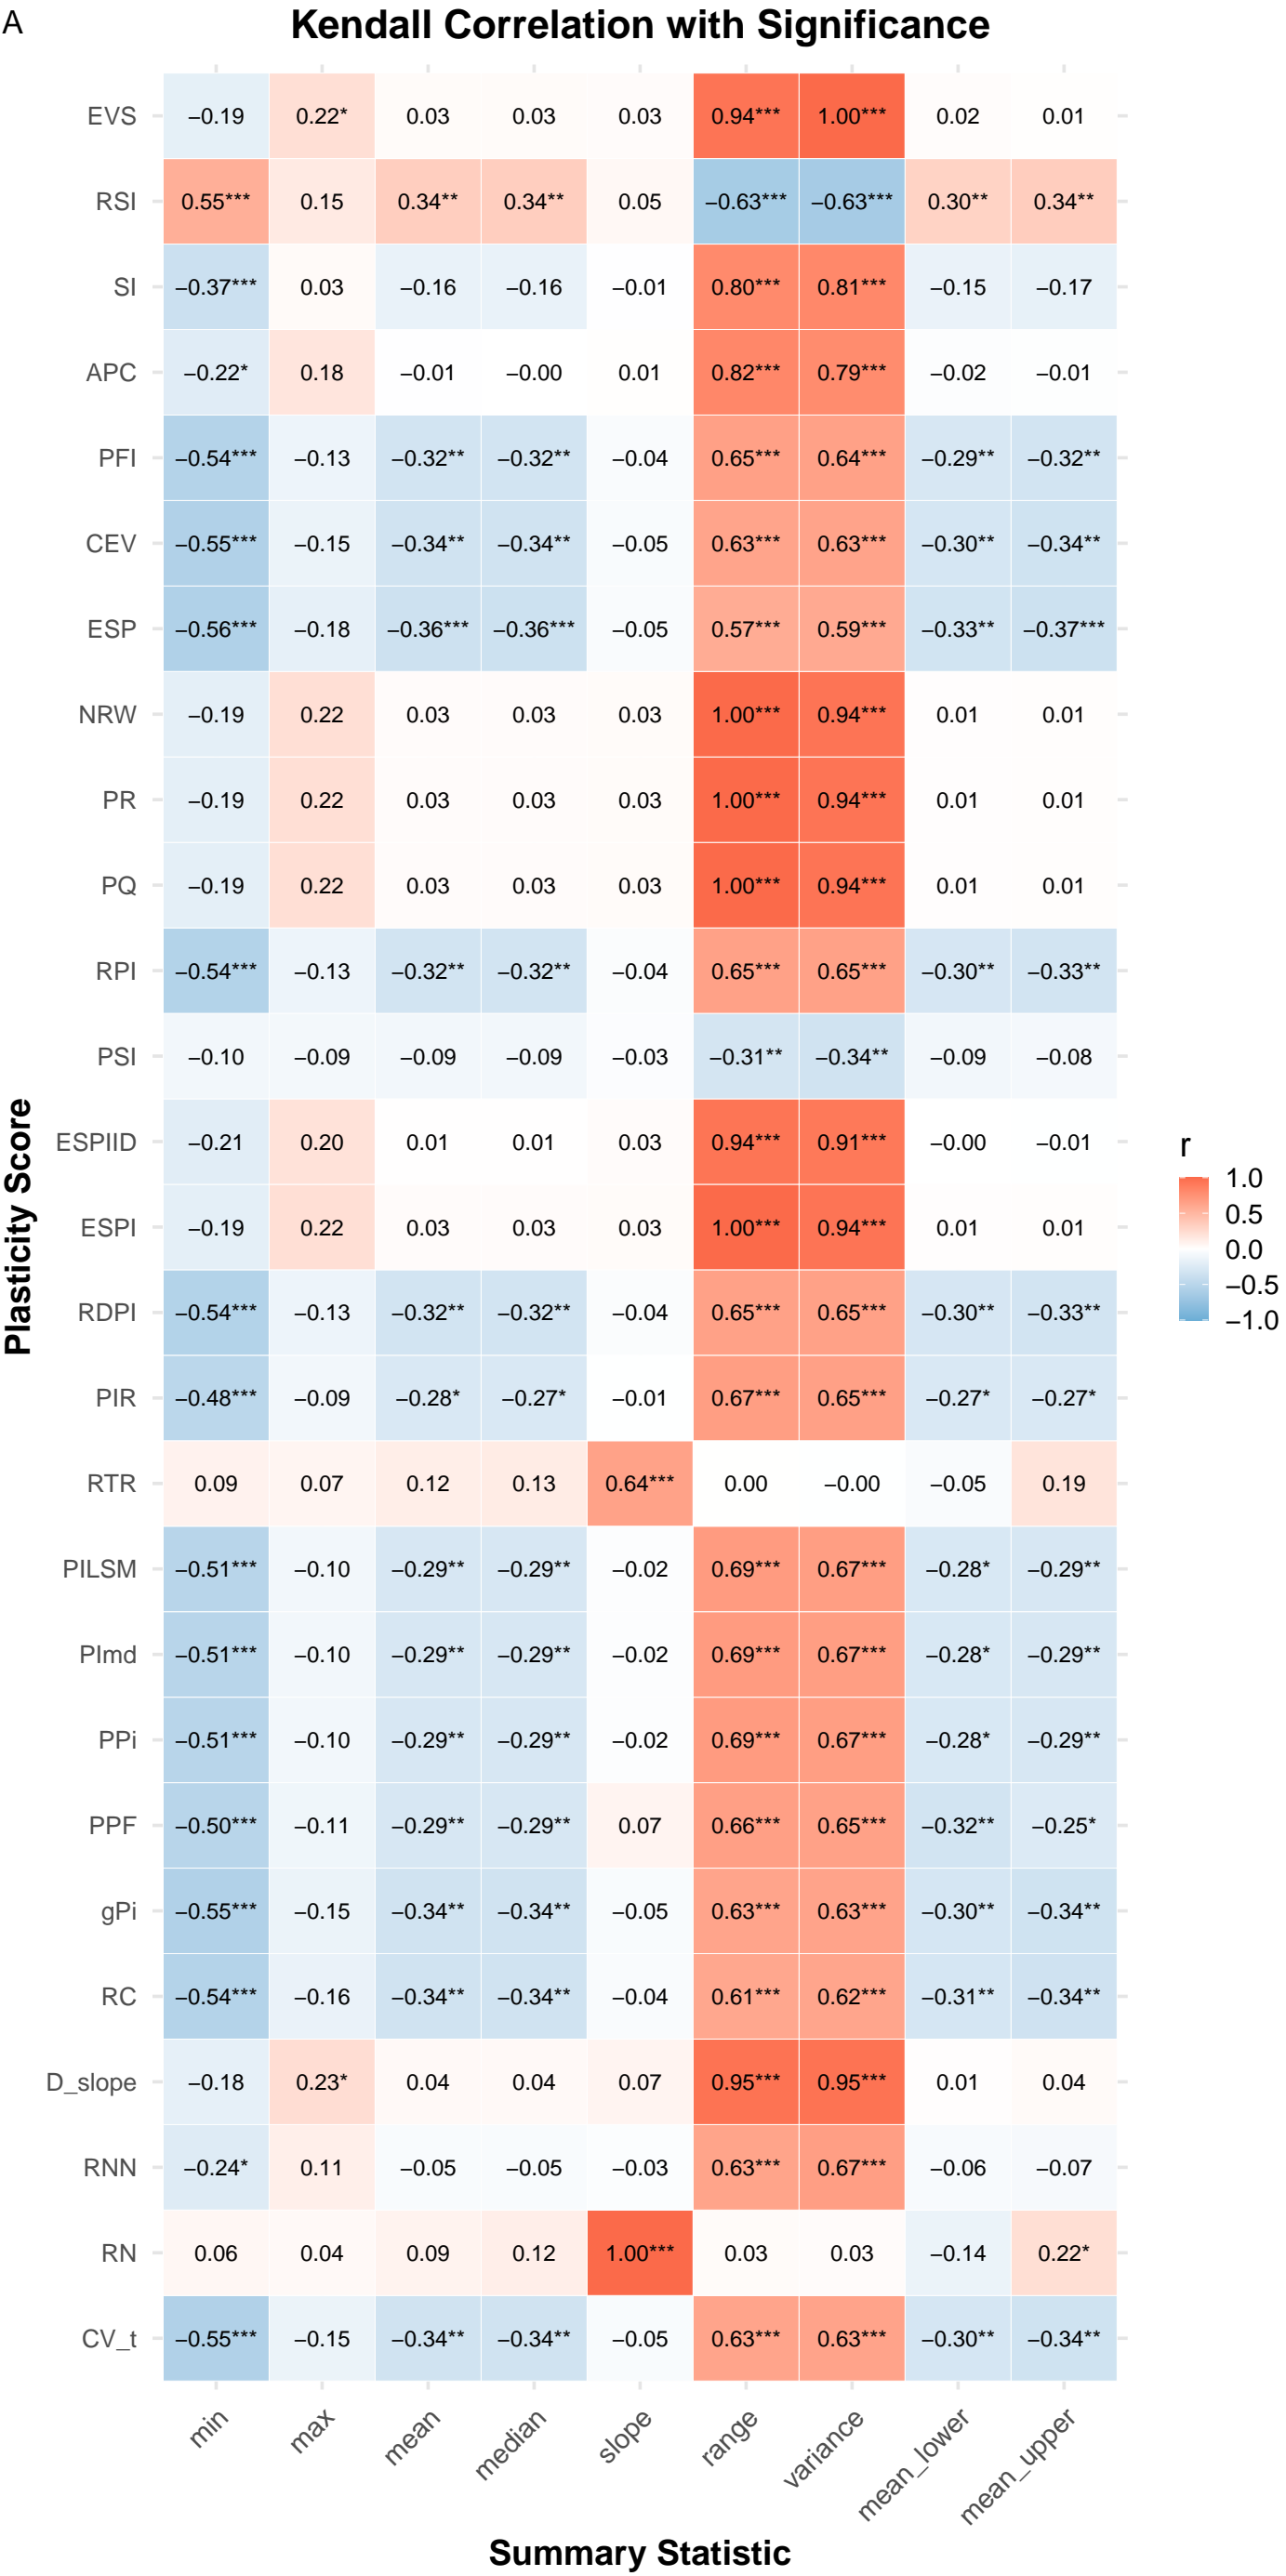 A
Kendall Correlation with Significance
EVS −0.19 0.22* 0.03 0.03 0.03 0.94*** 1.00*** 0.02 0.01
RSI 0.55*** 0.15 0.34** 0.34** 0.05 −0.63*** −0.63*** 0.30** 0.34**
SI −0.37*** 0.03 −0.16 −0.16 −0.01 0.80*** 0.81*** −0.15 −0.17
APC −0.22* 0.18 −0.01 −0.00 0.01 0.82*** 0.79*** −0.02 −0.01
PFI −0.54*** −0.13 −0.32** −0.32** −0.04 0.65*** 0.64*** −0.29** −0.32**
CEV −0.55*** −0.15 −0.34** −0.34** −0.05 0.63*** 0.63*** −0.30** −0.34**
ESP −0.56*** −0.18 −0.36*** −0.36*** −0.05 0.57*** 0.59*** −0.33** −0.37***
NRW −0.19 0.22 0.03 0.03 0.03 1.00*** 0.94*** 0.01 0.01
PR −0.19 0.22 0.03 0.03 0.03 1.00*** 0.94*** 0.01 0.01
PQ −0.19 0.22 0.03 0.03 0.03 1.00*** 0.94*** 0.01 0.01
RPI −0.54*** −0.13 −0.32** −0.32** −0.04 0.65*** 0.65*** −0.30** −0.33**
PSI −0.10 −0.09 −0.09 −0.09 −0.03 −0.31** −0.34** −0.09 −0.08
ESPIID −0.21 0.20 0.01 0.01 0.03 0.94*** 0.91*** −0.00 −0.01
ESPI −0.19 0.22 0.03 0.03 0.03 1.00*** 0.94*** 0.01 0.01
RDPI −0.54*** −0.13 −0.32** −0.32** −0.04 0.65*** 0.65*** −0.30** −0.33**
PIR −0.48*** −0.09 −0.28* −0.27* −0.01 0.67*** 0.65*** −0.27* −0.27*
RTR 0.09 0.07 0.12 0.13 0.64*** 0.00 −0.00 −0.05 0.19
PILSM −0.51*** −0.10 −0.29** −0.29** −0.02 0.69*** 0.67*** −0.28* −0.29**
PImd −0.51*** −0.10 −0.29** −0.29** −0.02 0.69*** 0.67*** −0.28* −0.29**
PPi −0.51*** −0.10 −0.29** −0.29** −0.02 0.69*** 0.67*** −0.28* −0.29**
PPF −0.50*** −0.11 −0.29** −0.29** 0.07 0.66*** 0.65*** −0.32** −0.25*
gPi −0.55*** −0.15 −0.34** −0.34** −0.05 0.63*** 0.63*** −0.30** −0.34**
RC −0.54*** −0.16 −0.34** −0.34** −0.04 0.61*** 0.62*** −0.31** −0.34**
D_slope −0.18 0.23* 0.04 0.04 0.07 0.95*** 0.95*** 0.01 0.04
RNN −0.24* 0.11 −0.05 −0.05 −0.03 0.63*** 0.67*** −0.06 −0.07
RN 0.06 0.04 0.09 0.12 1.00*** 0.03 0.03 −0.14 0.22*
CV_t −0.55*** −0.15 −0.34** −0.34** −0.05 0.63*** 0.63*** −0.30** −0.34**
min max mean median slope range variance mean_lower mean_upper
Summary Statistic
Plasticity Score
r
1.0
0.5
0.0
−0.5
−1.0